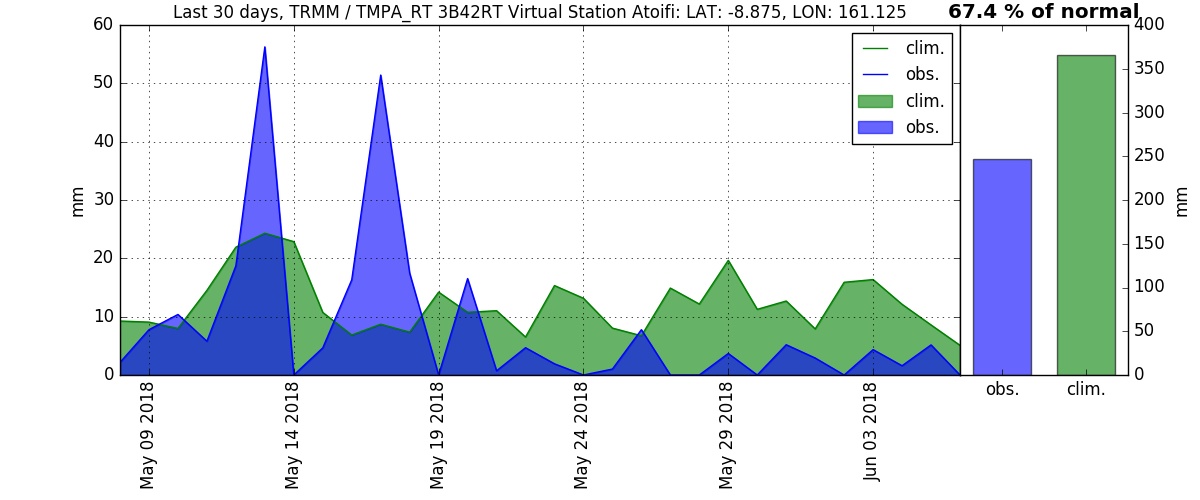 Last 30 days, TRMM / TMPA_RT 3B42RT Virtual Station Atoifi: LAT: -8.875, LON: 161.125
67.4 % of normal
60
50
40
30
20
10
0
mm
clim.
obs.
clim.
obs.
May 09 2018
May 14 2018
May 19 2018
May 24 2018
May 29 2018
Jun 03 2018
400
350
300
250
200
150
100
50
0
mm
obs.
clim.